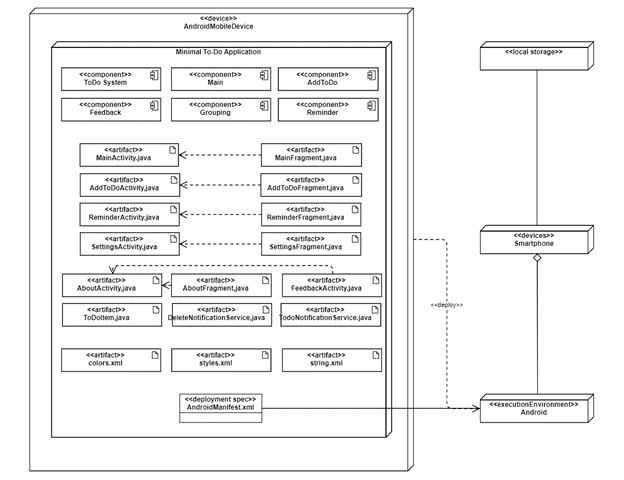 <<device>>
AndroidMobileDevice
Minimal To-Do Application
<<local storage>>
<<component>> <<component>> <<component>>
ToDo System Main AddToDo
<<component>> <<component>> <<component>>
Feedback Grouping Reminder
<<artifact>> <<artifact>>
MainActivity.java MainFragment.java
<<artifact>> <<artifact>>
AddToDoActivity.java AddToDoFragment.java
<<artifact>> <<artifact>>
ReminderActivity.java ReminderFragment.java
<<artifact>> <<artifact>>
SettingsActivity.java SettingsFragment.java
<<devices>>
Smartphone
<<artifact>> <<artifact>> <<artifact>>
AboutActivity.java AboutFragment.java FeedbackActivity.java
<<deploy>>
<<artifact>> <<artifact>> <<artifact>>
ToDoItem.java DeleteNotificationService.java TodoNotificationService.java
<<artifact>> <<artifact>> <<artifact>>
colors.xml styles.xml string.xml
<<deployment spec>>
AndroidManifest.xml
<<executionEnvironment>>
Android